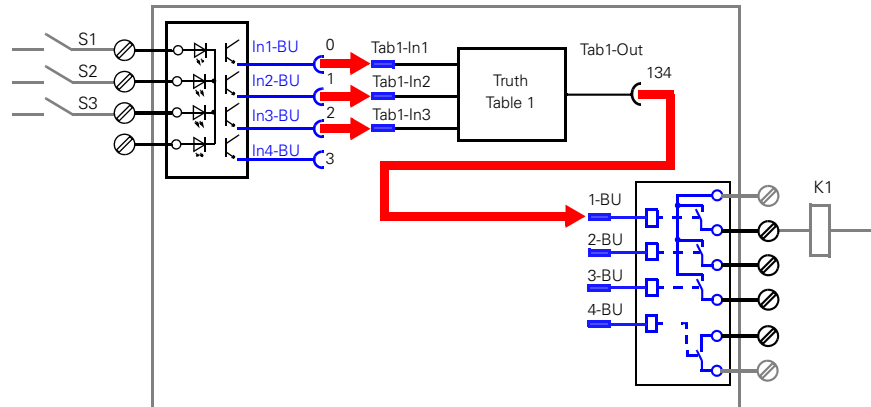 S1
S2
S3
In1-BU
In2-BU
In3-BU
In4-BU
0
1
2
3
Tab1-In1
Tab1-In2
Tab1-In3
Truth
Table 1
Tab1-Out
134
1-BU
2-BU
3-BU
4-BU
K1